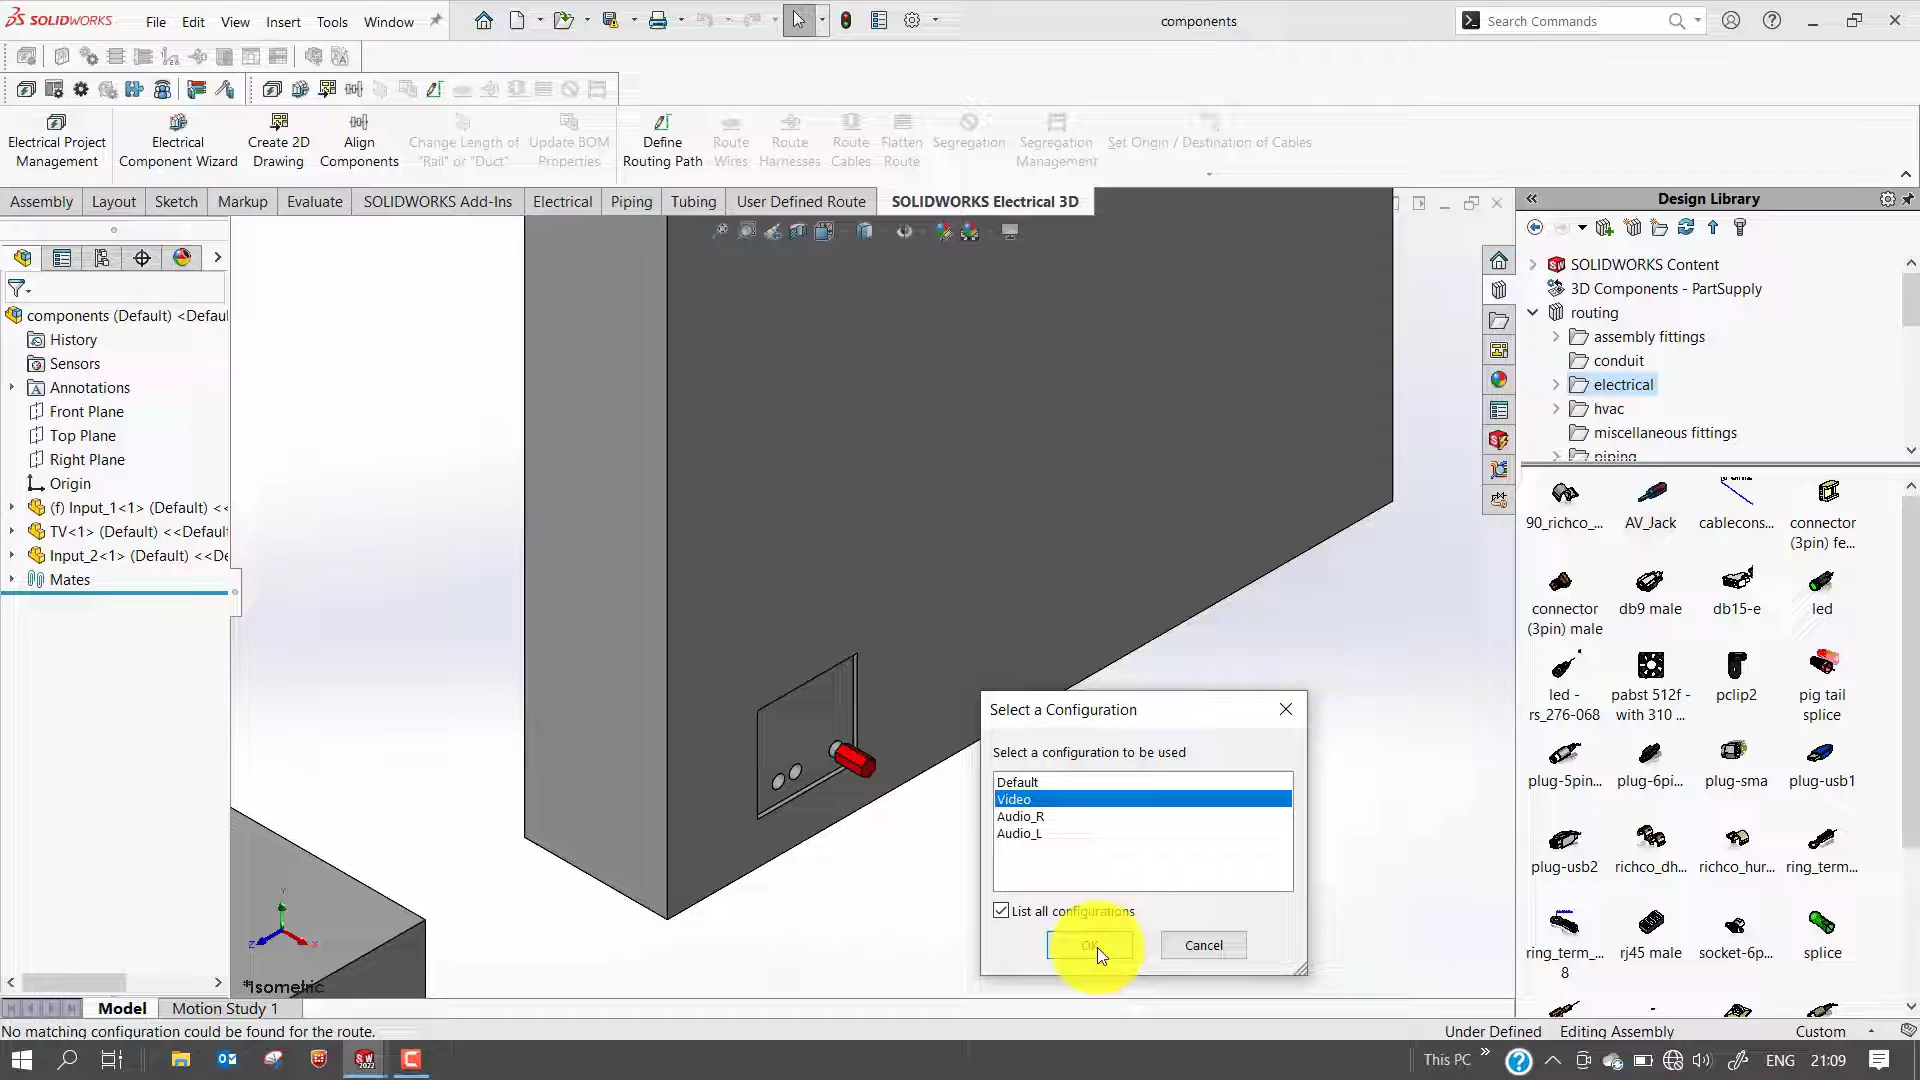 SOLIDWORKS
File
Edit
View
Insert
Tools
Window
components
Search Commands
Electrical Project
Management
Electrical
Component Wizard
Create 2D
Drawing
Align
Components
Change Length of
"Rail" or "Duct"
Update BOM
Properties
Define
Routing Path
Route
Wires
Route
Harnesses
Route
Cables
Flatten
Route
Segregation
Segregation
Management
Set Origin / Destination of Cables
Assembly
Layout
Sketch
Markup
Evaluate
SOLIDWORKS Add-Ins
Electrical
Piping
Tubing
User Defined Route
SOLIDWORKS Electrical 3D
Design Library
components (Default) <Defaul
History
Sensors
Annotations
Front Plane
Top Plane
Right Plane
Origin
(f) Input_1<1> (Default) <<
TV<1> (Default) <<Defaul
Input_2<1> (Default) <<De
Mates
SOLIDWORKS Content
3D Components - PartSupply
routing
assembly fittings
conduit
electrical
hvac
miscellaneous fittings
piping
90_richco_...
AV_Jack
cablecons...
connector
(3pin) fe...
connector
(3pin) male
db9 male
db15-e
led
led -
rs_276-068
pabst 512f -
with 310 ...
pclip2
pig tail
splice
plug-5pin...
plug-6pi...
plug-sma
plug-usb1
plug-usb2
richco_dh...
richco_hur...
ring_term...
ring_term_...
8
rj45 male
socket-6p...
splice
Select a Configuration
Select a configuration to be used
Default
Video
Audio_R
Audio_L
List all configurations
OK
Cancel
Y
Z
X
*Isometric
Model
Motion Study 1
No matching configuration could be found for the route.
Under Defined
Editing Assembly
Custom
SW
2022
This PC
ENG
21:09